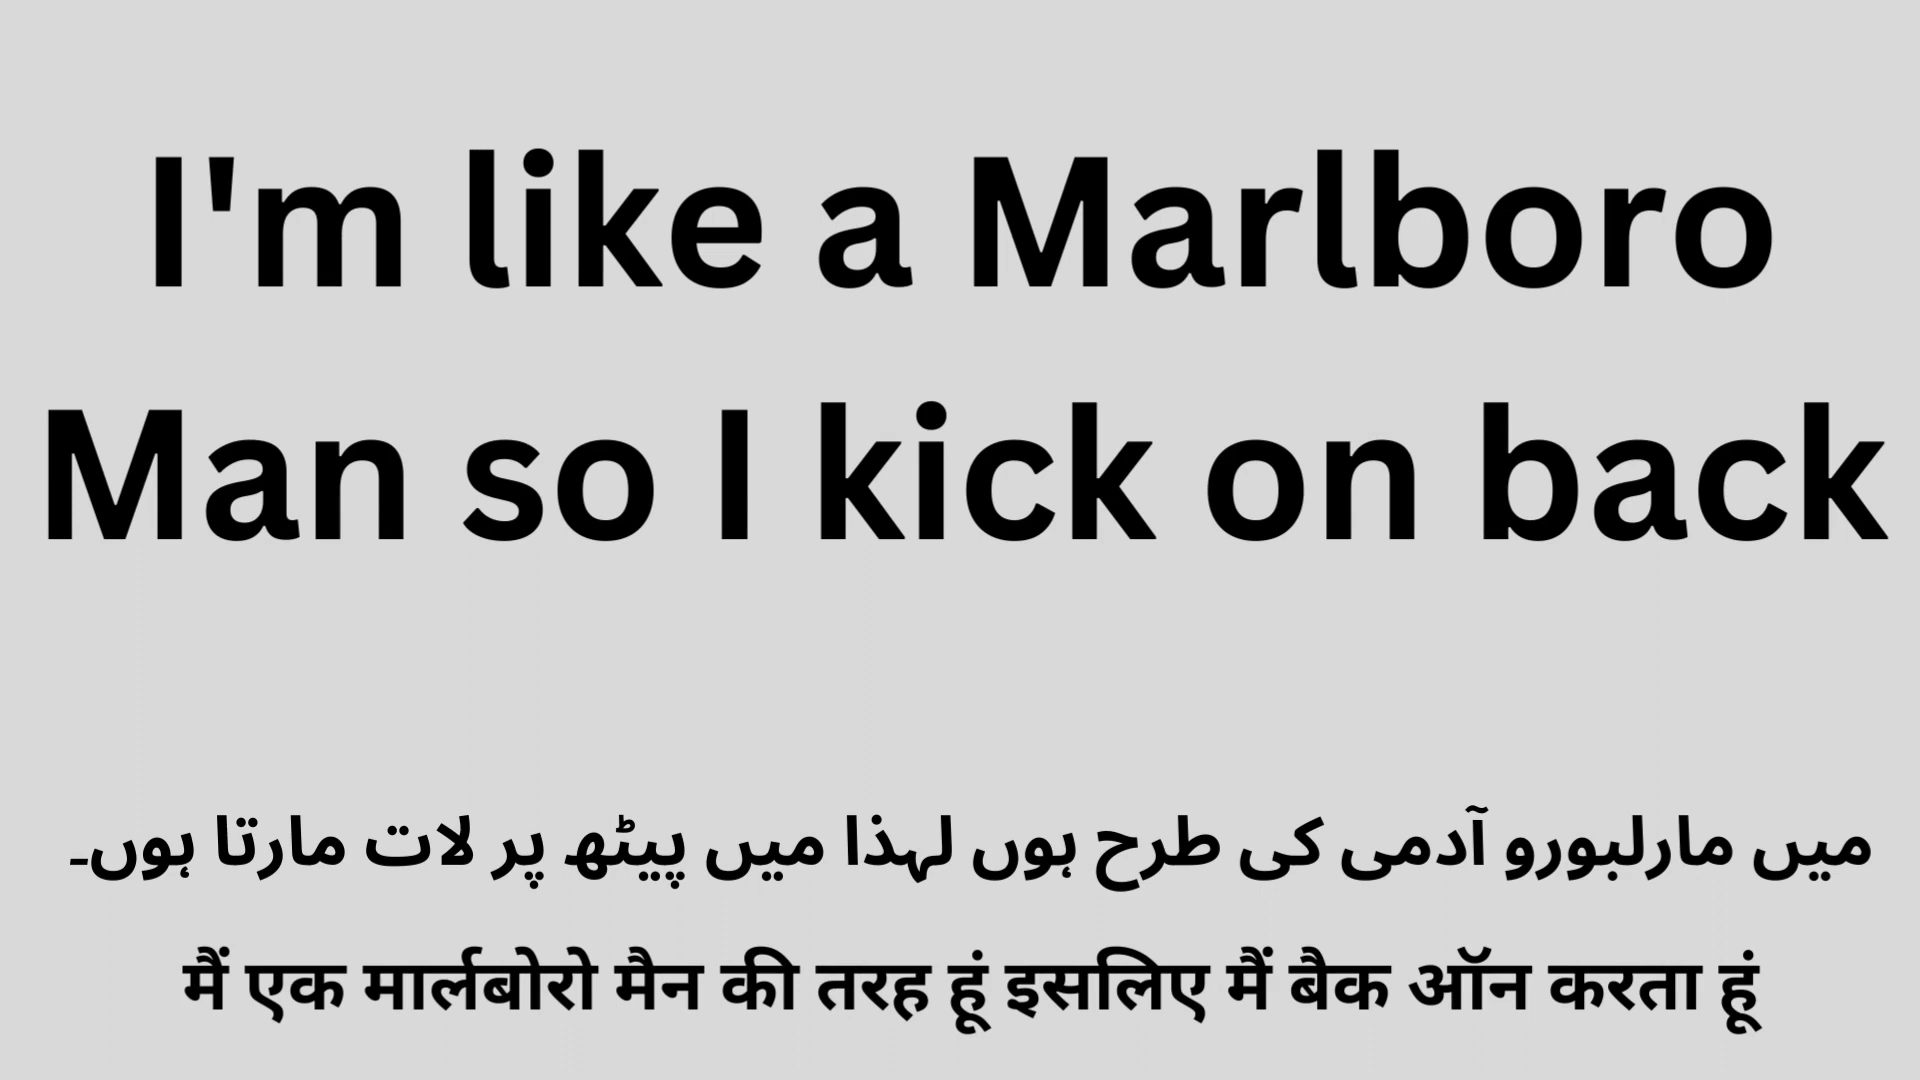 I'm like a Marlboro
Man so I kick on back
میں مارلبورو آدمی کی طرح ہوں لہذا میں پیٹھ پر لات مارتا ہوں۔
मैं एक मार्लबोरो मैन की तरह हूं इसलिए मैं बैक ऑन करता हूं